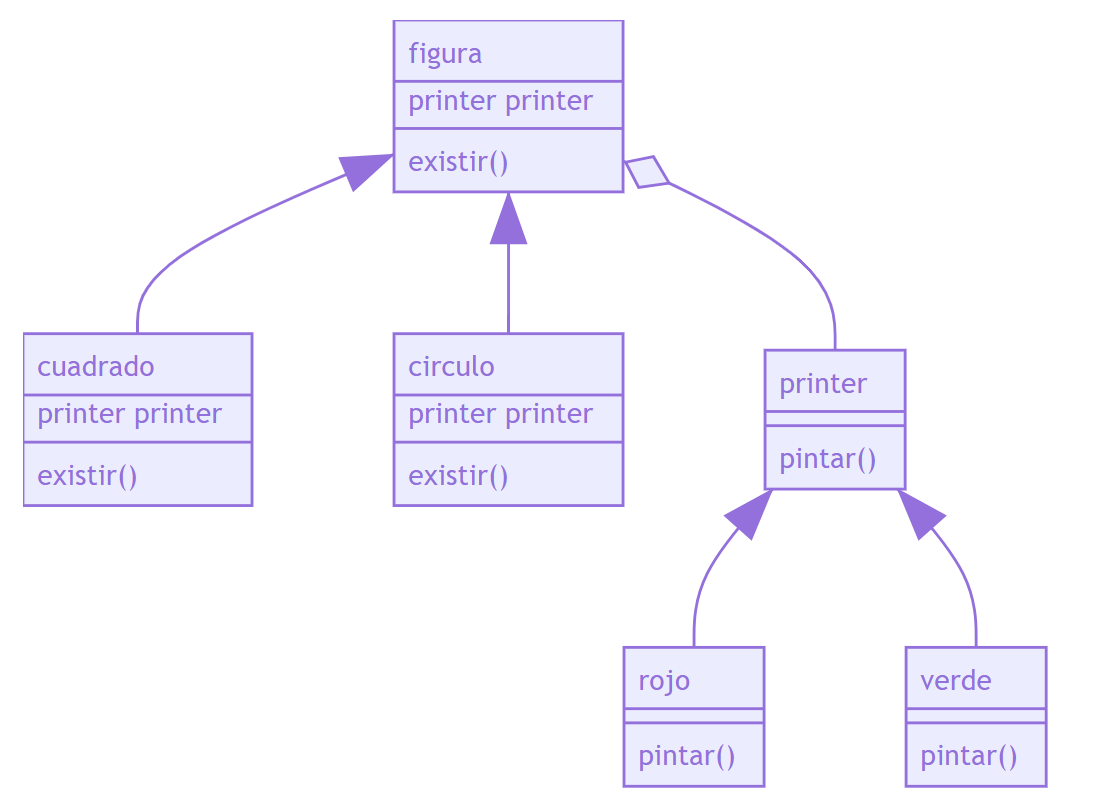 figura
printer printer
existir()
cuadrado
printer printer
existir()
circulo
printer printer
existir()
printer
pintar()
rojo
pintar()
verde
pintar()